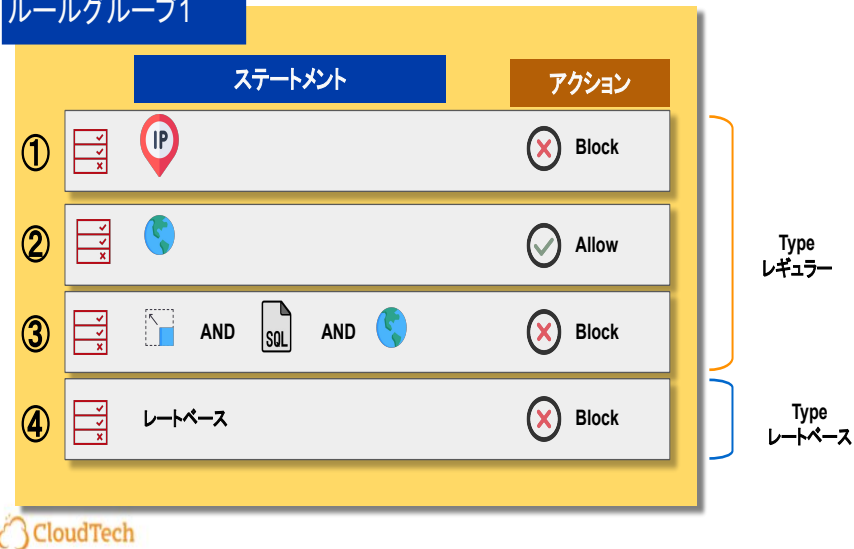 ルールグループ1
ステートメント
アクション
① IP Block
② Allow
③ AND SQL AND Block
④ レートベース Block
Type
レギュラー
Type
レートベース
CloudTech